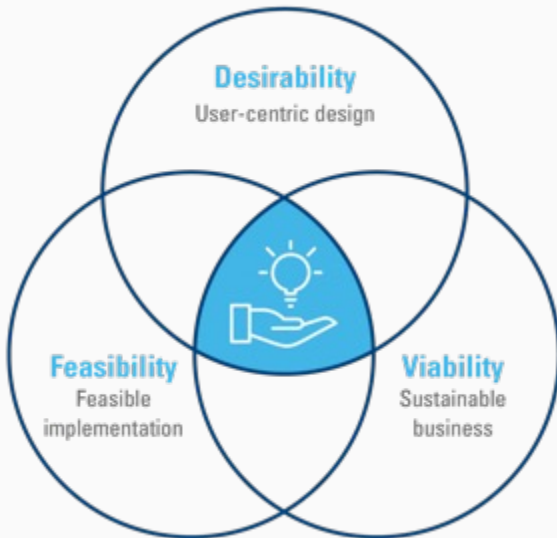 Desirability
User-centric design
Feasibility
Feasible
implementation
Viability
Sustainable
business